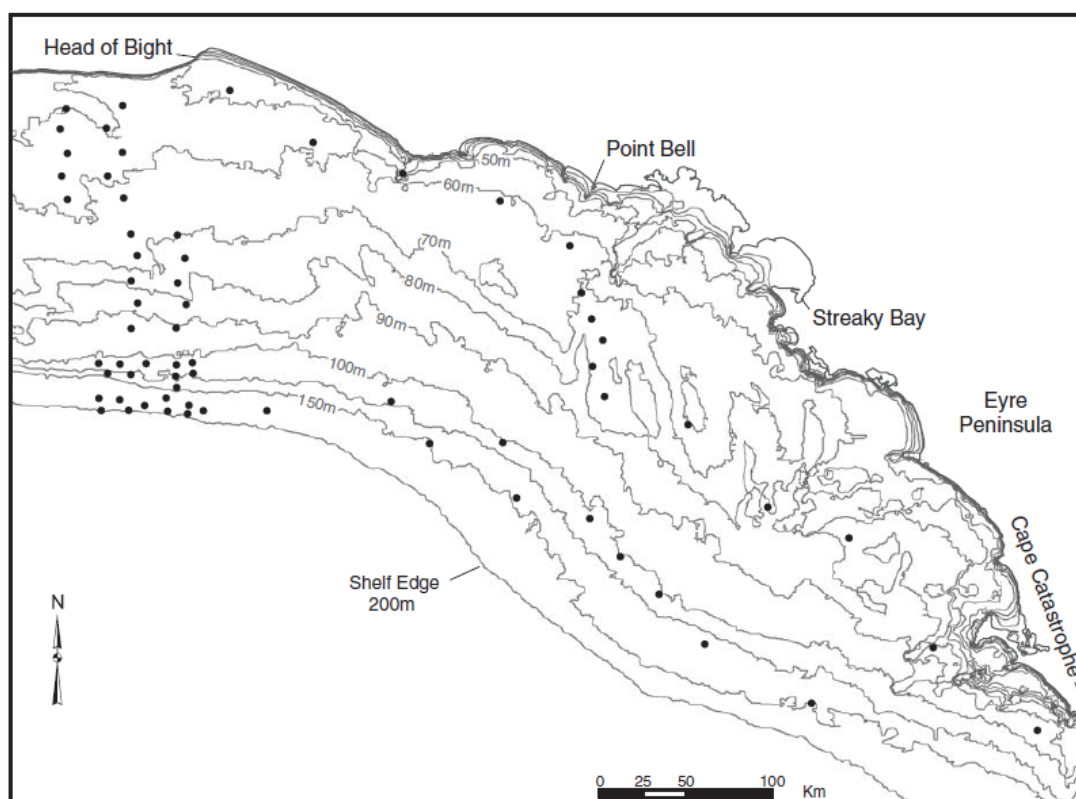 Head of Bight
Point Bell
50m
60m
70m
80m
90m
100m
150m
Streaky Bay
Eyre
Peninsula
Cape Catastrophe
Shelf Edge
200m
N
0 25 50 100
Km